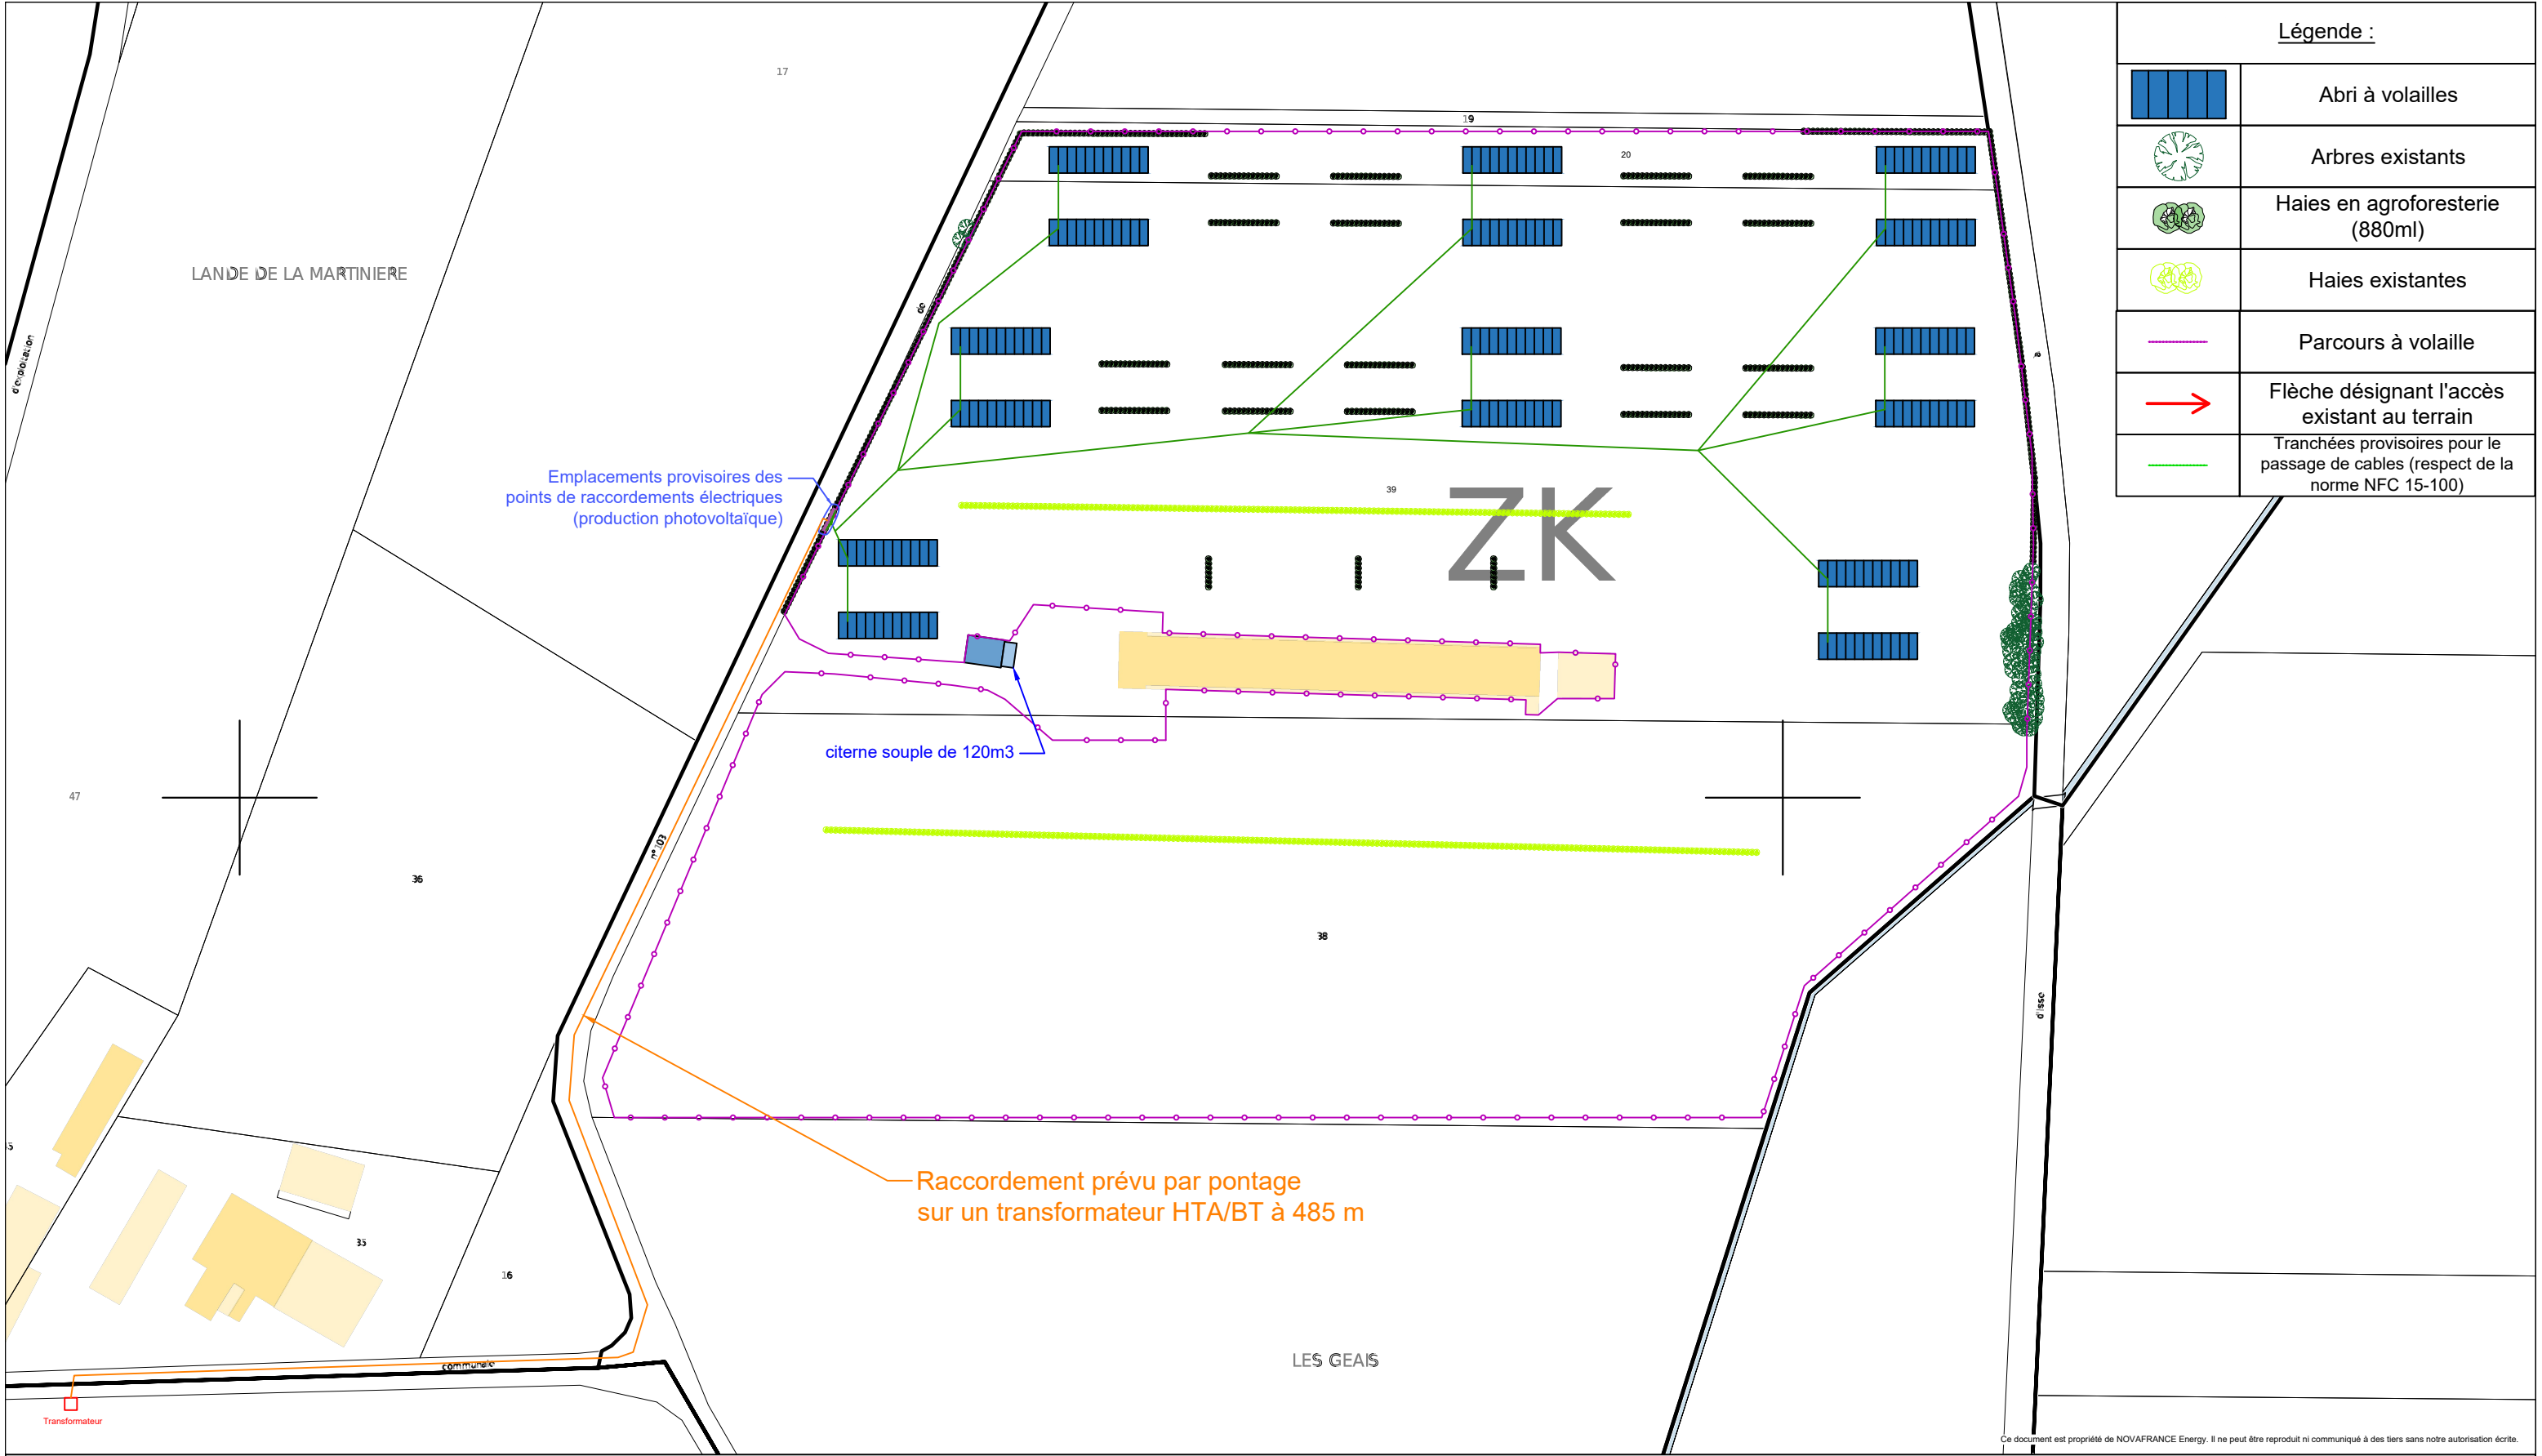 17
19
20
LANDE DE LA MARTINIERE
d'exploitation
de
Emplacements provisoires des
points de raccordements électriques
(production photovoltaïque)
39
ZK
citerne souple de 120m3
47
n°103
36
38
d'Isse
Raccordement prévu par pontage
sur un transformateur HTA/BT à 485 m
35
16
LES GEAIS
communale
Transformateur
Légende :
Abri à volailles
Arbres existants
Haies en agroforesterie
(880ml)
Haies existantes
Parcours à volaille
Flèche désignant l'accès
existant au terrain
Tranchées provisoires pour le
passage de cables (respect de la
norme NFC 15-100)
Ce document est propriété de NOVAFRANCE Energy. Il ne peut être reproduit ni communiqué à des tiers sans notre autorisation écrite.